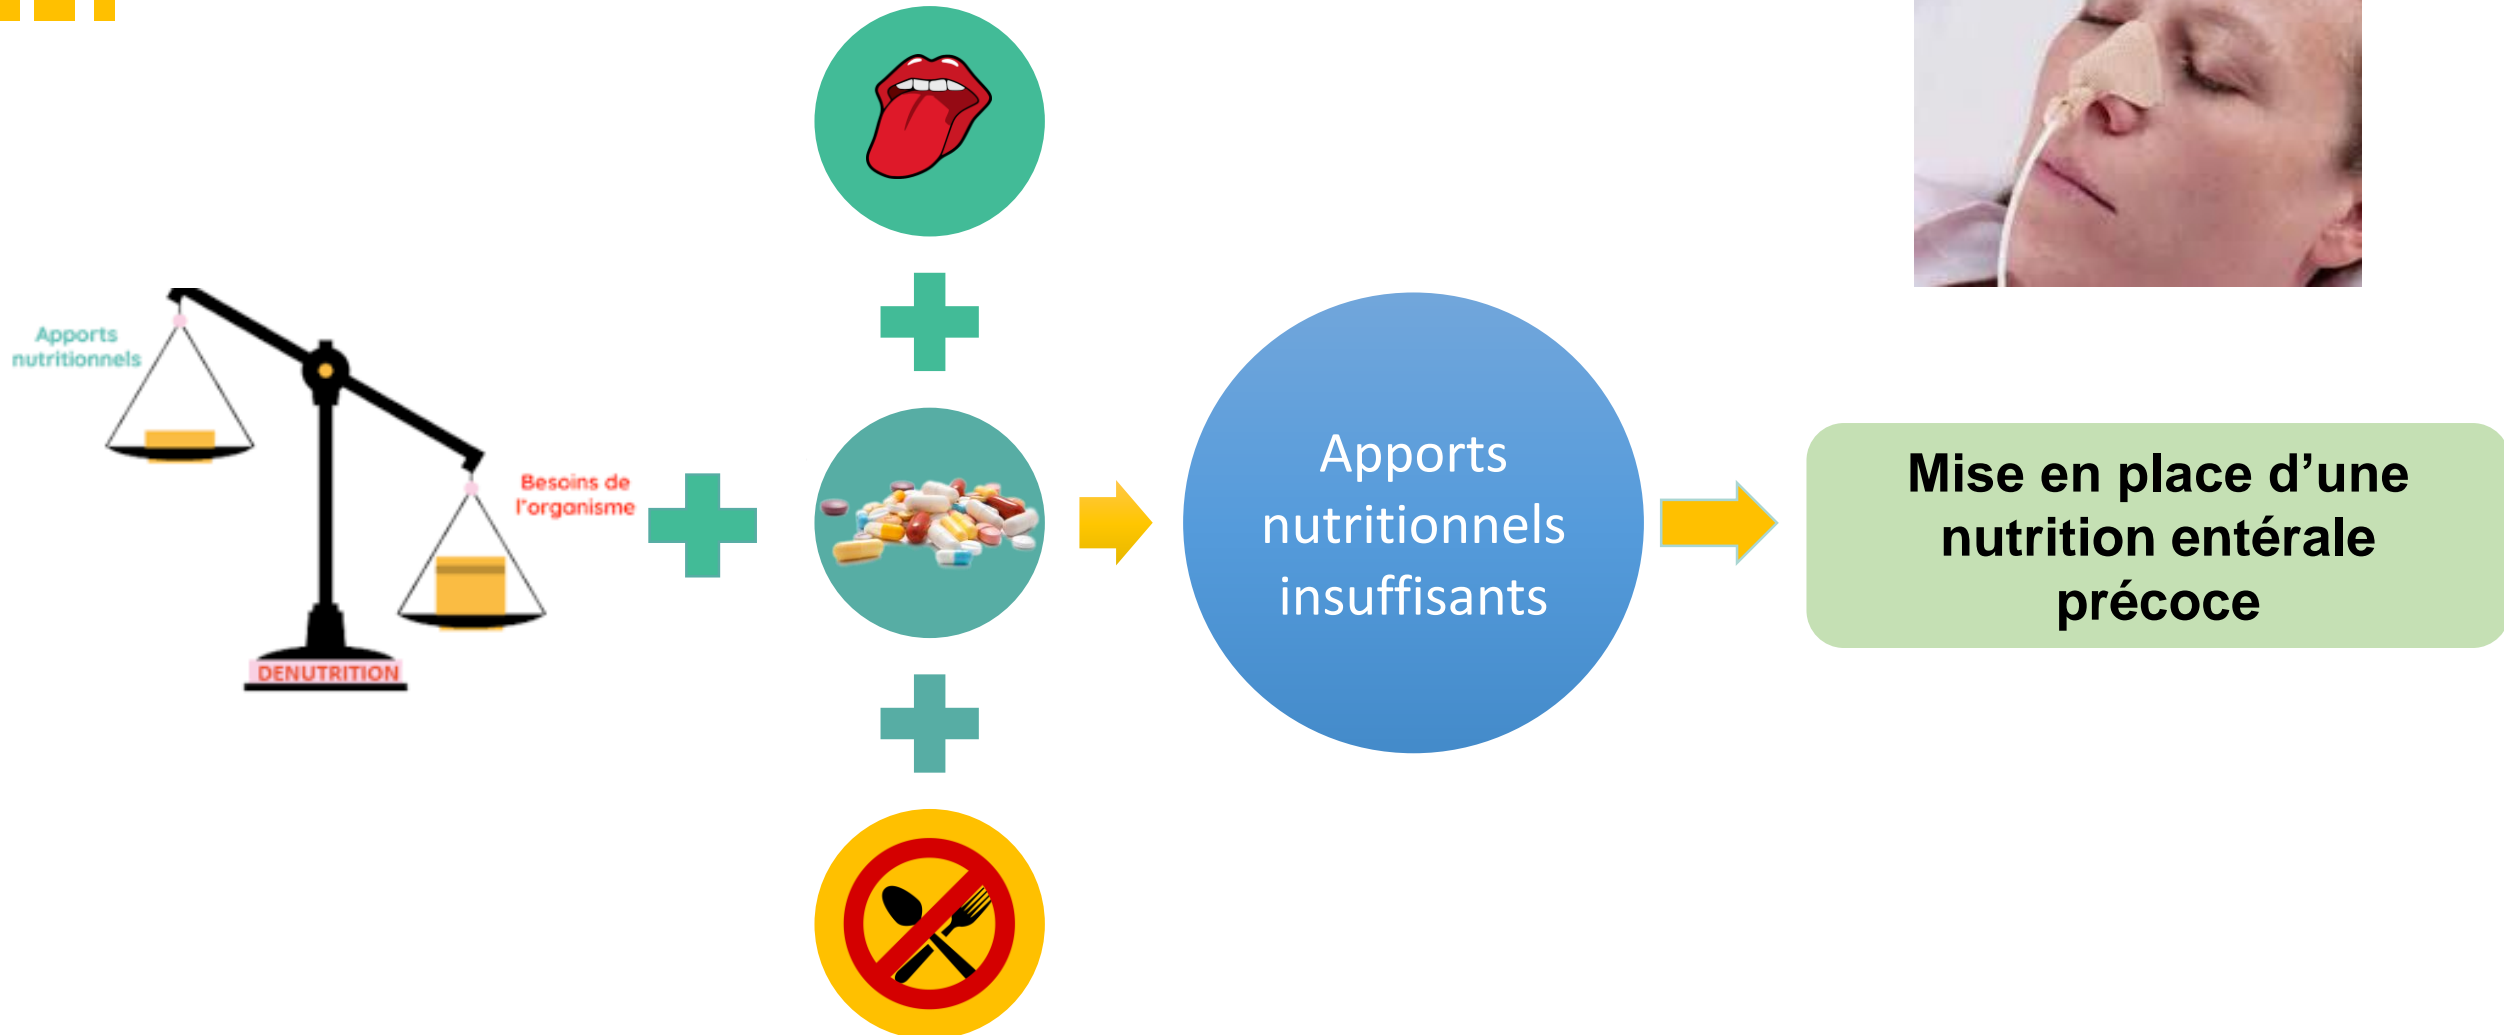 Apports
nutritionnels
Besoins de
l'organisme
DENUTRITION
Apports
nutritionnels
insuffisants
Mise en place d’une
nutrition entérale
précoce